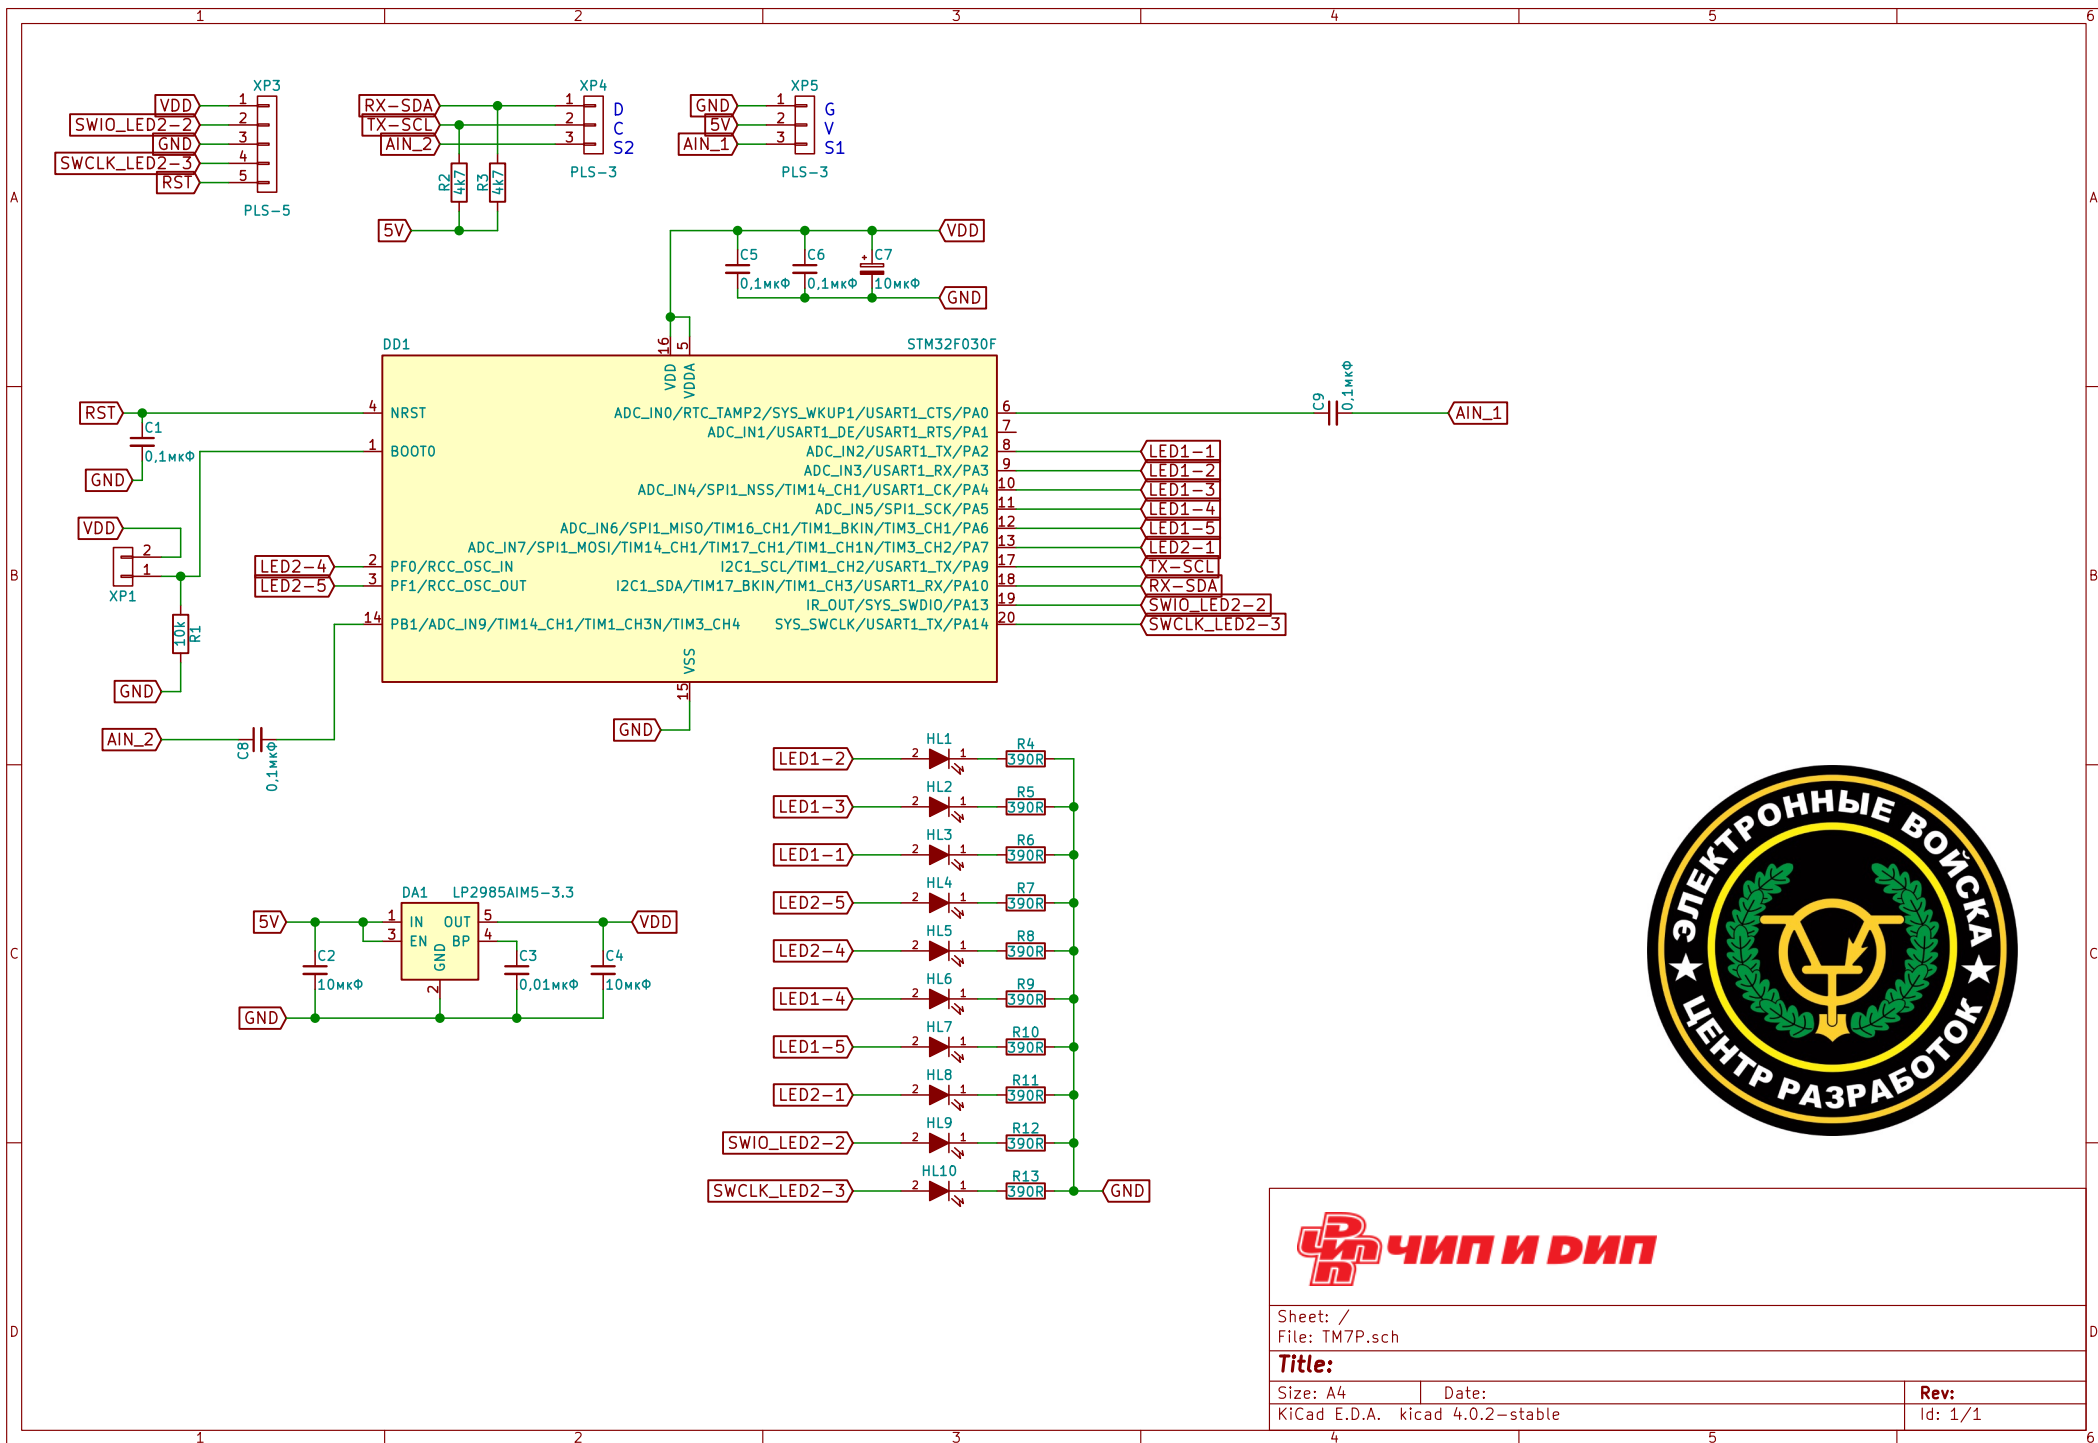 1 2 3 4 5 6
A A
B B
C C
D D
XP3
VDD 1
SWIO_LED2-2 2
GND 3
SWCLK_LED2-3 4
RST 5
PLS-5
XP4
RX-SDA 1 D
TX-SCL 2 C
AIN_2 3 S2
PLS-3
R2 4k7 R3 4k7
5V
XP5
GND 1 G
5V 2 V
AIN_1 3 S1
PLS-3
VDD
C5 C6 + C7
0,1мкФ 0,1мкФ 10мкФ
GND
DD1 STM32F030F
16 5
VDD VDDA
RST 4 NRST
C1
0,1мкФ
GND
1 BOOT0
VDD
2
1
XP1
10k R1
GND
LED2-4 2 PF0/RCC_OSC_IN
LED2-5 3 PF1/RCC_OSC_OUT
14 PB1/ADC_IN9/TIM14_CH1/TIM1_CH3N/TIM3_CH4
AIN_2 C8 0,1мкФ
ADC_IN0/RTC_TAMP2/SYS_WKUP1/USART1_CTS/PA0 6 C9 0,1мкФ AIN_1
ADC_IN1/USART1_DE/USART1_RTS/PA1 7
ADC_IN2/USART1_TX/PA2 8 LED1-1
ADC_IN3/USART1_RX/PA3 9 LED1-2
ADC_IN4/SPI1_NSS/TIM14_CH1/USART1_CK/PA4 10 LED1-3
ADC_IN5/SPI1_SCK/PA5 11 LED1-4
ADC_IN6/SPI1_MISO/TIM16_CH1/TIM1_BKIN/TIM3_CH1/PA6 12 LED1-5
ADC_IN7/SPI1_MOSI/TIM14_CH1/TIM17_CH1/TIM1_CH1N/TIM3_CH2/PA7 13 LED2-1
I2C1_SCL/TIM1_CH2/USART1_TX/PA9 17 TX-SCL
I2C1_SDA/TIM17_BKIN/TIM1_CH3/USART1_RX/PA10 18 RX-SDA
IR_OUT/SYS_SWDIO/PA13 19 SWIO_LED2-2
SYS_SWCLK/USART1_TX/PA14 20 SWCLK_LED2-3
VSS
15
GND
HL1 R4
LED1-2 2 1 390R
HL2 R5
LED1-3 2 1 390R
HL3 R6
LED1-1 2 1 390R
HL4 R7
LED2-5 2 1 390R
HL5 R8
LED2-4 2 1 390R
HL6 R9
LED1-4 2 1 390R
HL7 R10
LED1-5 2 1 390R
HL8 R11
LED2-1 2 1 390R
HL9 R12
SWIO_LED2-2 2 1 390R
HL10 R13
SWCLK_LED2-3 2 1 390R GND
DA1 LP2985AIM5-3.3
5V 1 IN OUT 5 VDD
3 EN BP 4
GND
2
C2 C3 C4
10мкФ 0,01мкФ 10мкФ
GND
ЭЛЕКТРОННЫЕ ВОЙСКА
ЦЕНТР РАЗРАБОТОК
ЧИП ЧИП И DИП
Sheet: /
File: TM7P.sch
Title:
Size: A4 Date: Rev:
KiCad E.D.A. kicad 4.0.2-stable Id: 1/1
1 2 3 4 5 6